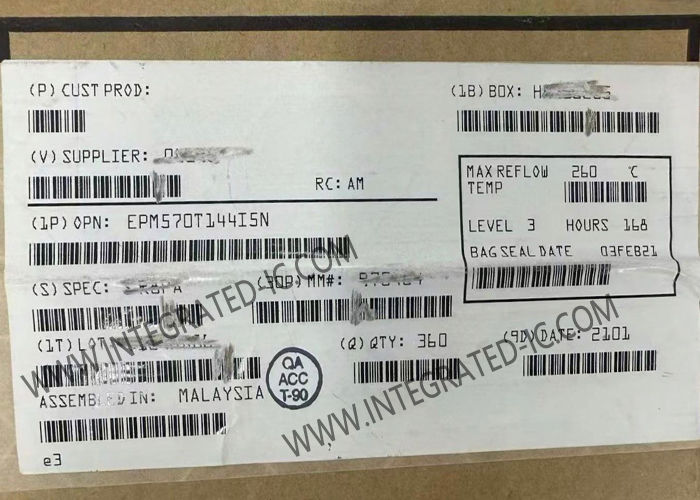 (P) CUST PROD:
(1B) BOX:
(V) SUPPLIER:
RC: AM
MAX REFLOW TEMP 260 °C
LEVEL 3 HOURS 168
BAG SEAL DATE 03FEB21
(1P) OPN: EPM570T144I5N
(S) SPEC:
(30P) MM#:
(1T) LOT
(Q) QTY: 360
(9D) DATE: 2101
QA
ACC
T-90
ASSEMBLED IN: MALAYSIA
e3
WWW.INTEGRATED-IC.COM
WWW.INTEGRATED-IC.COM